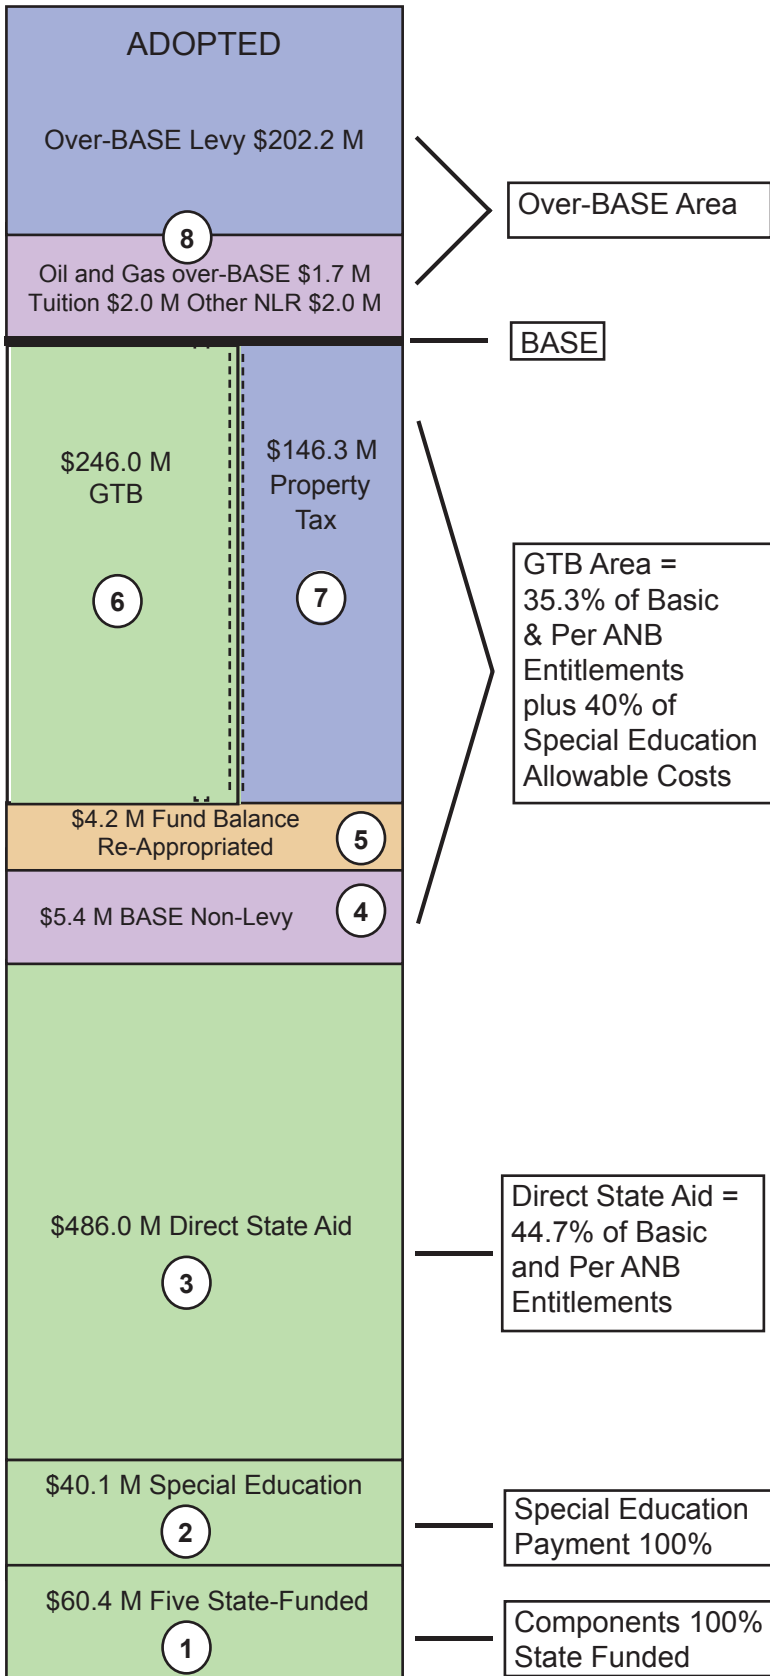 ADOPTED
Over-BASE Levy $202.2 M
8
Oil and Gas over-BASE $1.7 M
Tuition $2.0 M Other NLR $2.0 M
Over-BASE Area
BASE
$246.0 M
GTB
6
$146.3 M
Property
Tax
7
GTB Area =
35.3% of Basic
& Per ANB
Entitlements
plus 40% of
Special Education
Allowable Costs
$4.2 M Fund Balance
Re-Appropriated
5
$5.4 M BASE Non-Levy
4
$486.0 M Direct State Aid
3
Direct State Aid =
44.7% of Basic
and Per ANB
Entitlements
$40.1 M Special Education
2
Special Education
Payment 100%
$60.4 M Five State-Funded
1
Components 100%
State Funded